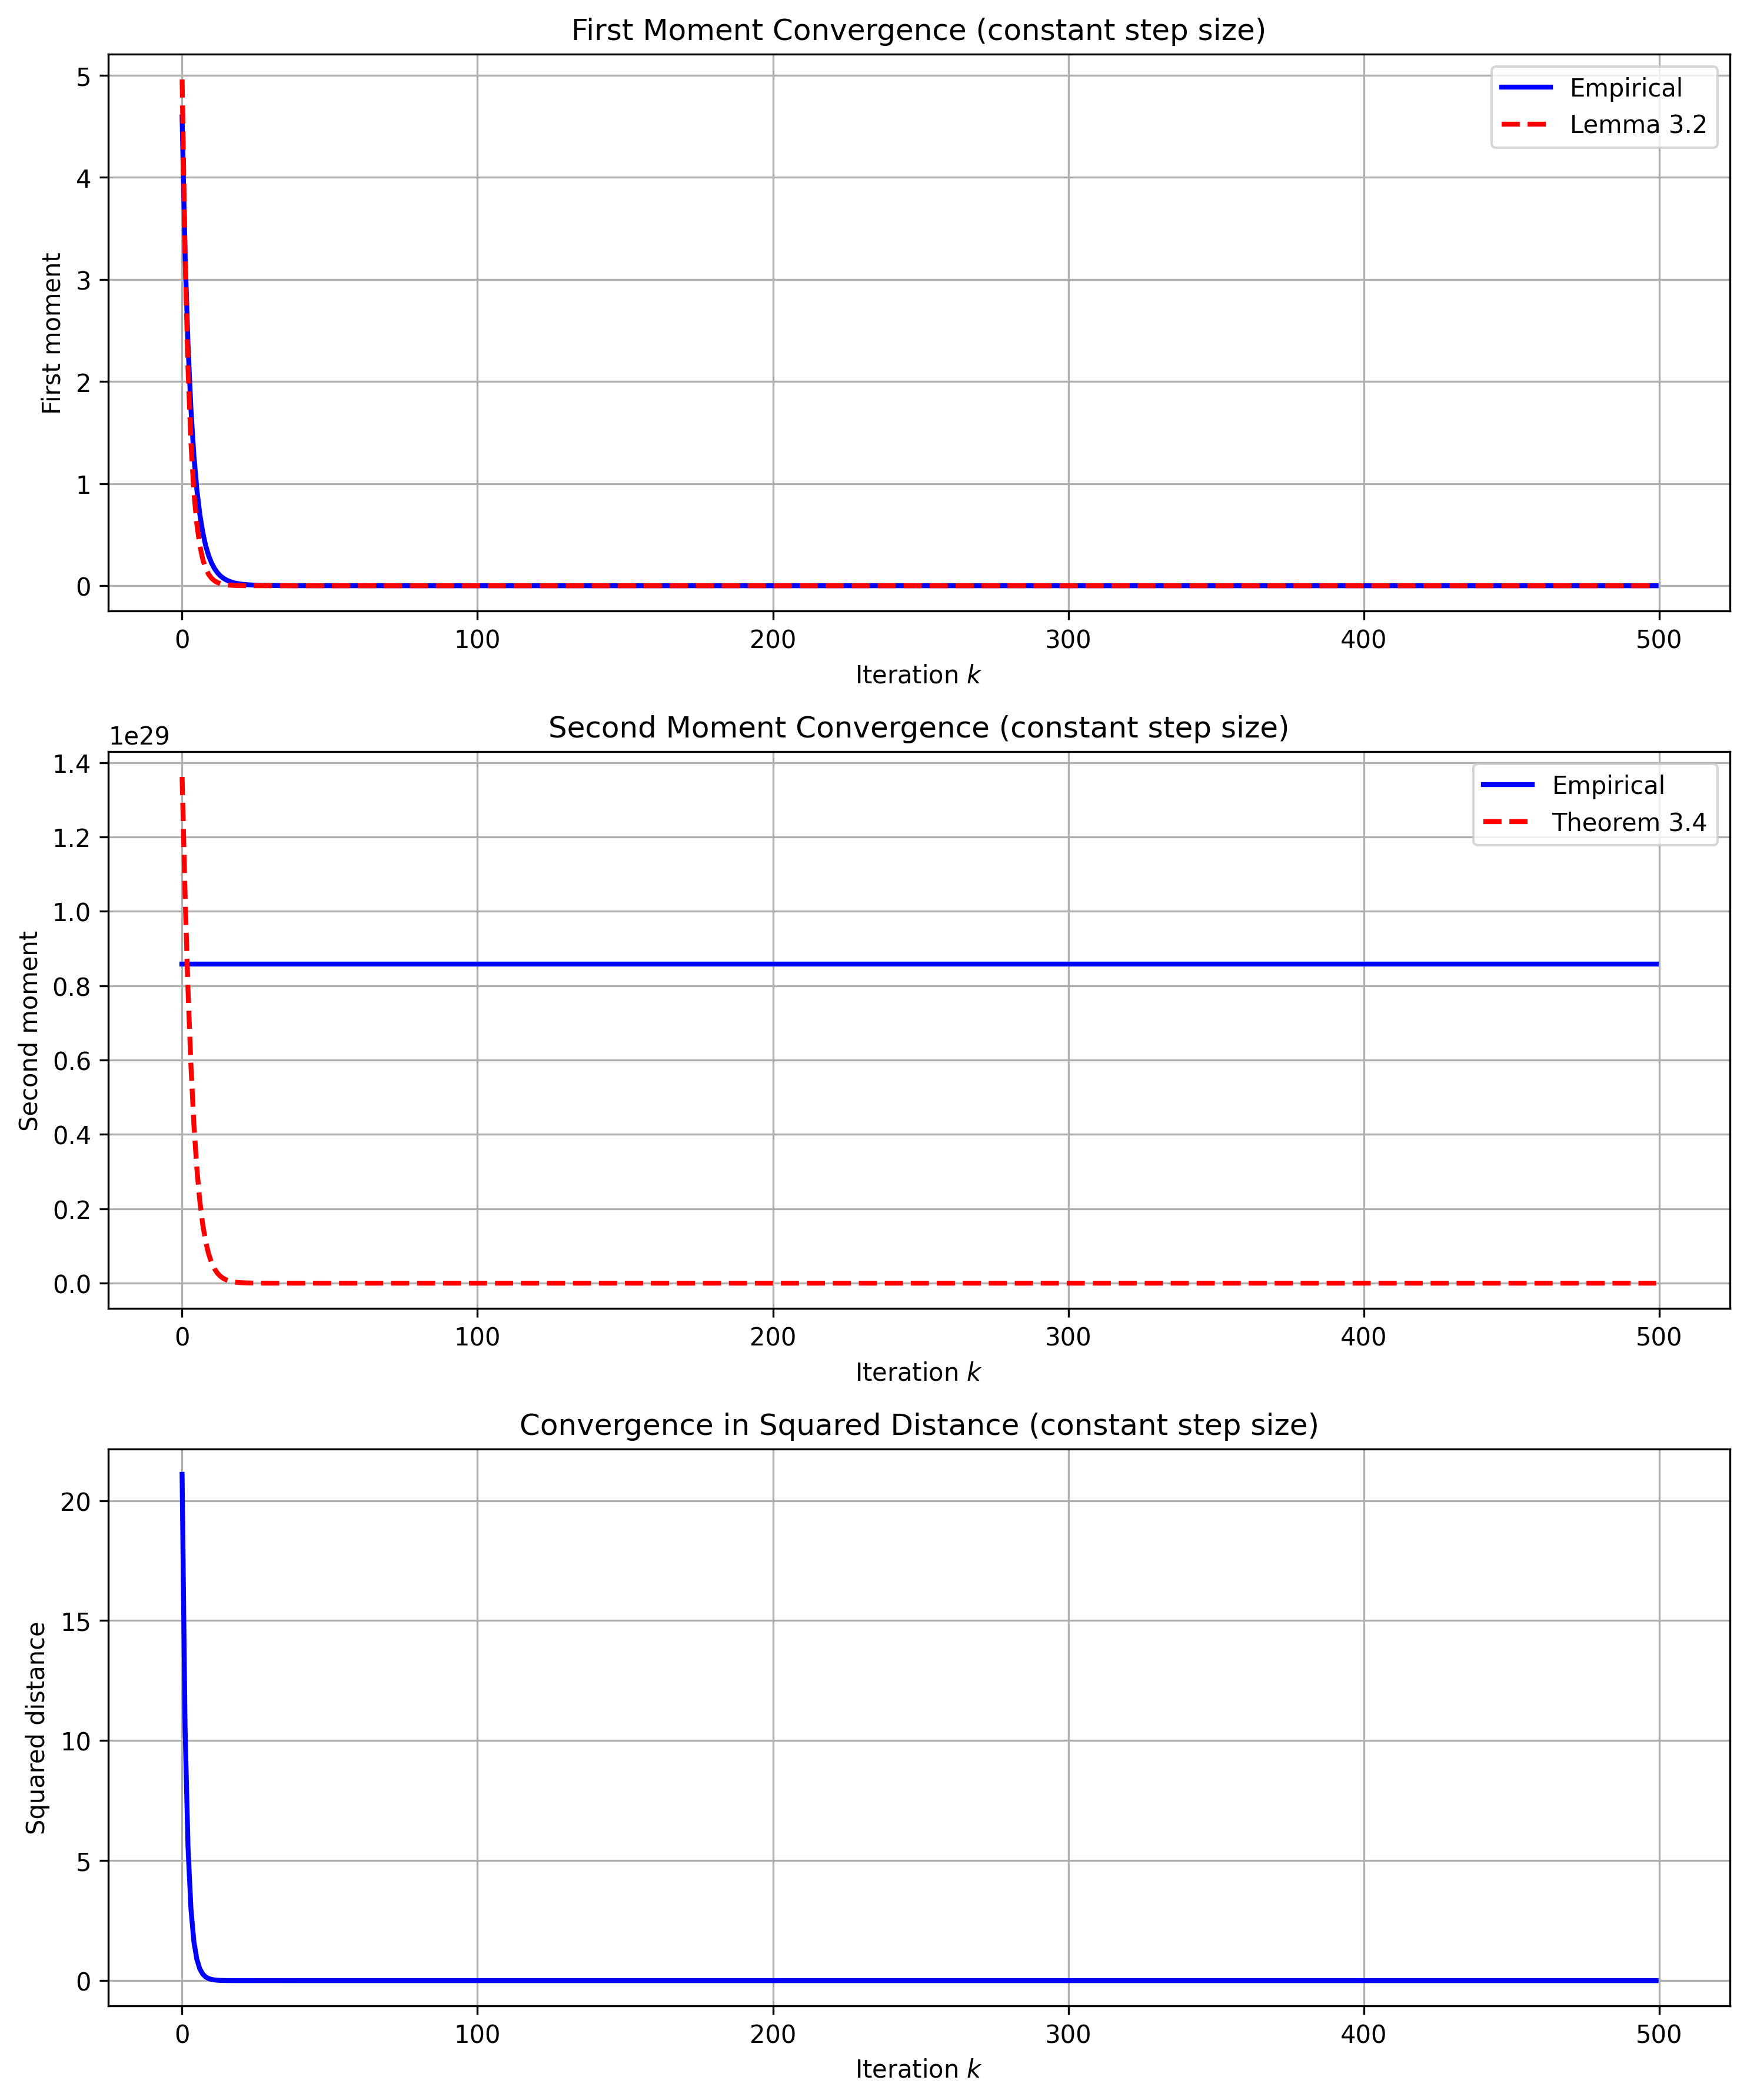 First Moment Convergence (constant step size)
5
4
3
2
1
0
First moment
Empirical
Lemma 3.2
0 100 200 300 400 500
Iteration k
Second Moment Convergence (constant step size)
1e29
1.4
1.2
1.0
0.8
0.6
0.4
0.2
0.0
Second moment
Empirical
Theorem 3.4
0 100 200 300 400 500
Iteration k
Convergence in Squared Distance (constant step size)
20
15
10
5
0
Squared distance
0 100 200 300 400 500
Iteration k